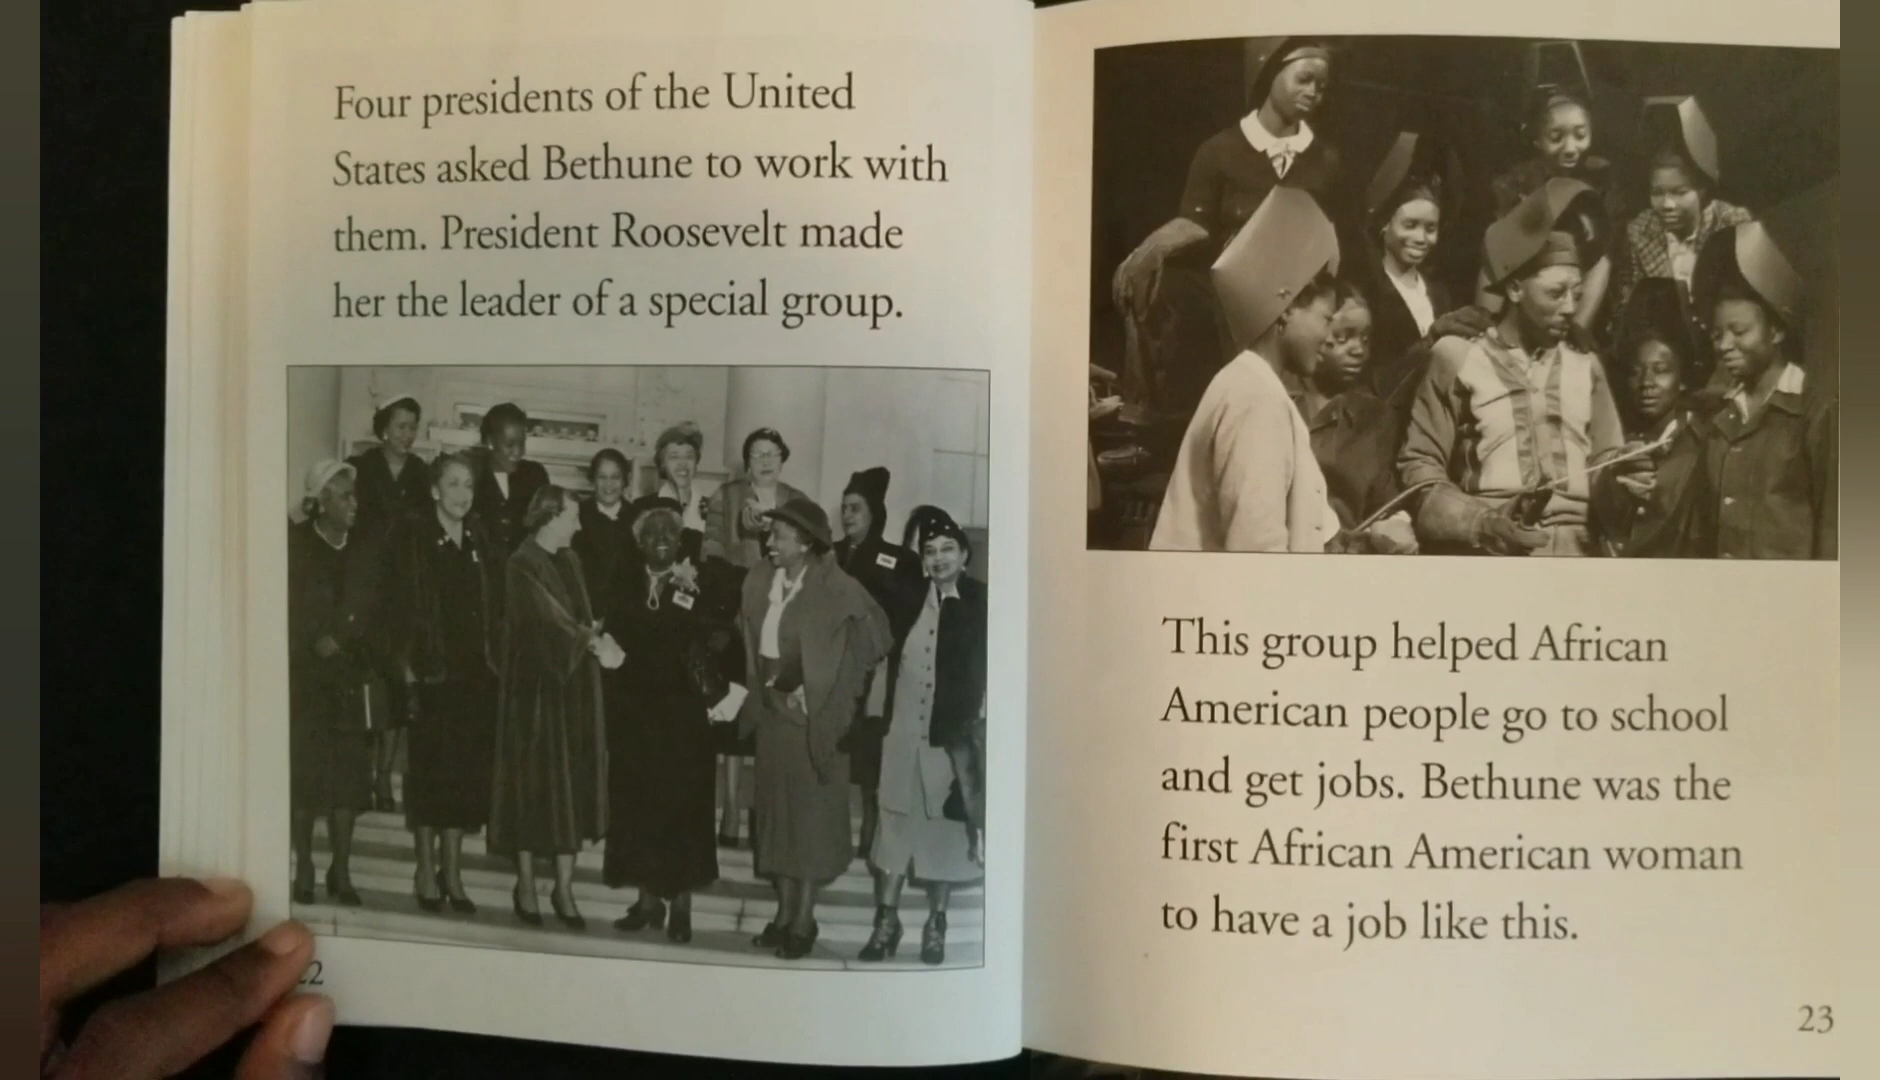 Four presidents of the United
States asked Bethune to work with
them. President Roosevelt made
her the leader of a special group.
This group helped African
American people go to school
and get jobs. Bethune was the
first African American woman
to have a job like this.
23